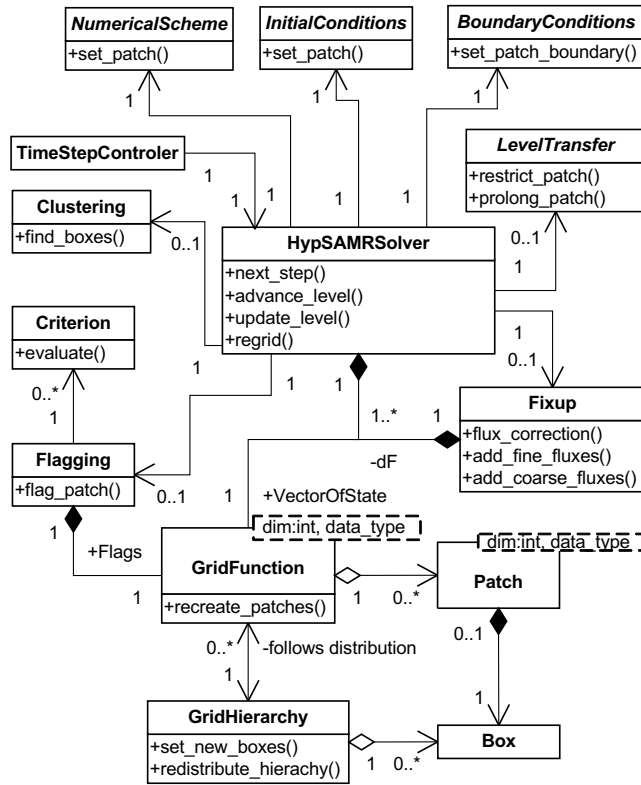 NumericalScheme
+set_patch()
InitialConditions
+set_patch()
BoundaryConditions
+set_patch_boundary()
1
1
1
TimeStepControler
1
LevelTransfer
+restrict_patch()
+prolong_patch()
Clustering
+find_boxes()
0..1
1
1
1
1
0..1
1
HypSAMRSolver
+next_step()
+advance_level()
+update_level()
+regrid()
Criterion
+evaluate()
0..*
1
1
1
1
1
0..1
Fixup
+flux_correction()
+add_fine_fluxes()
+add_coarse_fluxes()
1..*
1
-dF
Flagging
+flag_patch()
0..1
1
+Flags
1
1
+VectorOfState
dim:int, data_type
GridFunction
+recreate_patches()
1
0..*
dim:int, data_type
Patch
0..1
0..*
-follows distribution
1
1
GridHierarchy
+set_new_boxes()
+redistribute_hierachy()
1
0..*
Box